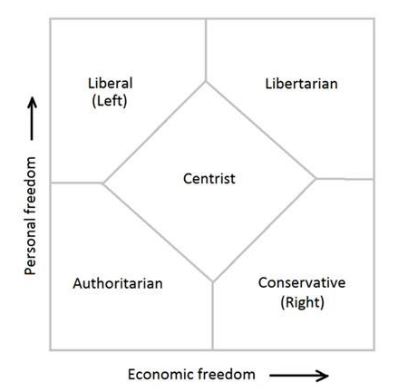 Liberal
(Left)
Libertarian
Centrist
Personal freedom
Authoritarian
Conservative
(Right)
Economic freedom